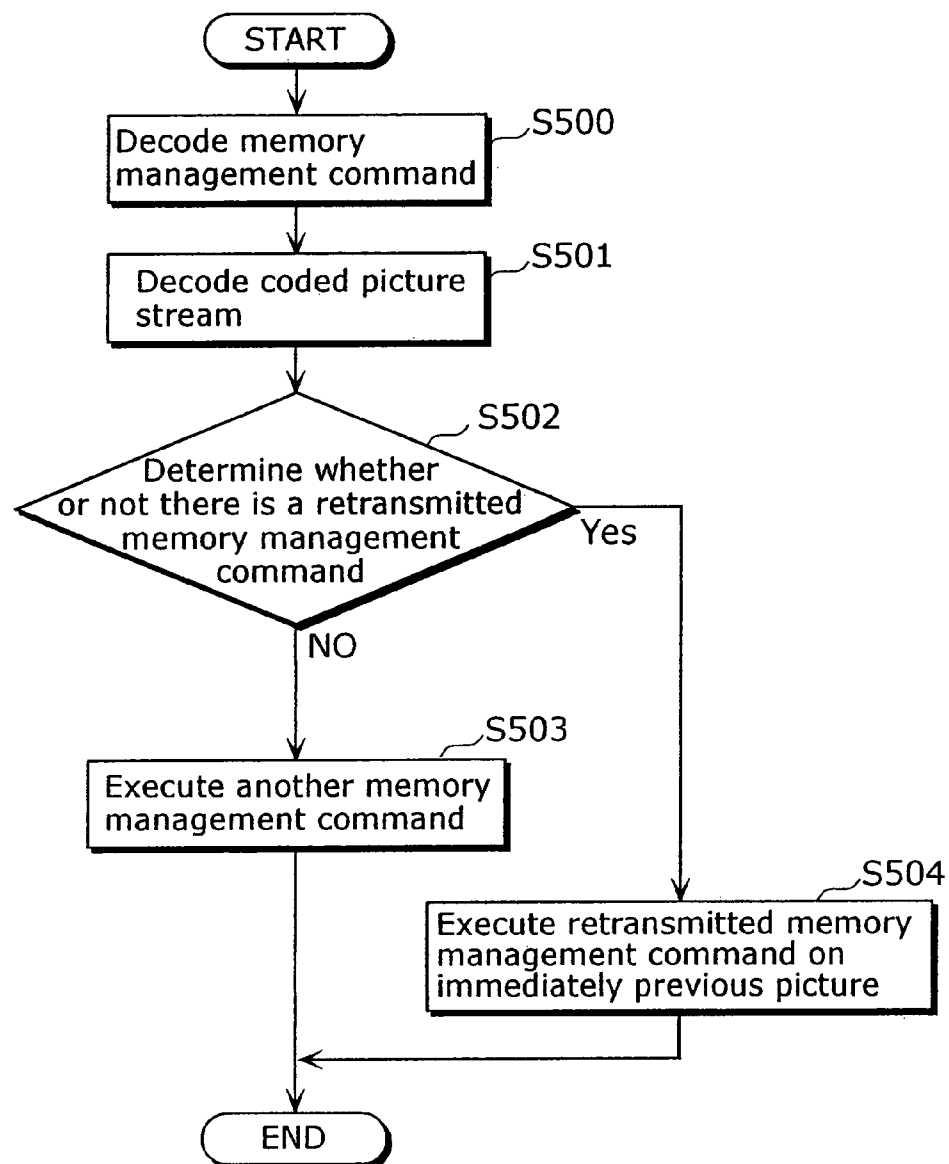 START
S500
Decode memory
management command
S501
Decode coded picture
stream
S502
Determine whether
or not there is a retransmitted
memory management
command
Yes
NO
S503
Execute another memory
management command
S504
Execute retransmitted memory
management command on
immediately previous picture
END